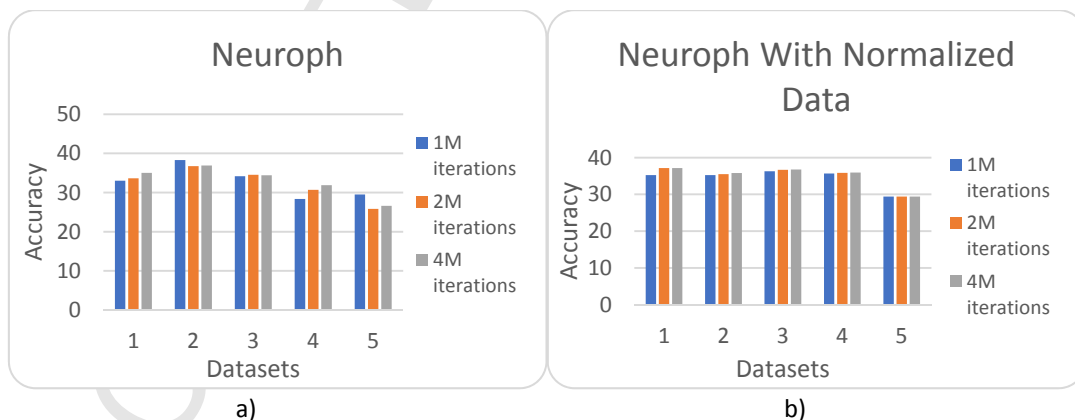 Neuroph
50
40
30
20
10
0
Accuracy
1 2 3 4 5
Datasets
1M
iterations
2M
iterations
4M
iterations
a)
Neuroph With Normalized
Data
40
30
20
10
0
Accuracy
1 2 3 4 5
Datasets
1M
iterations
2M
iterations
4M
iterations
b)